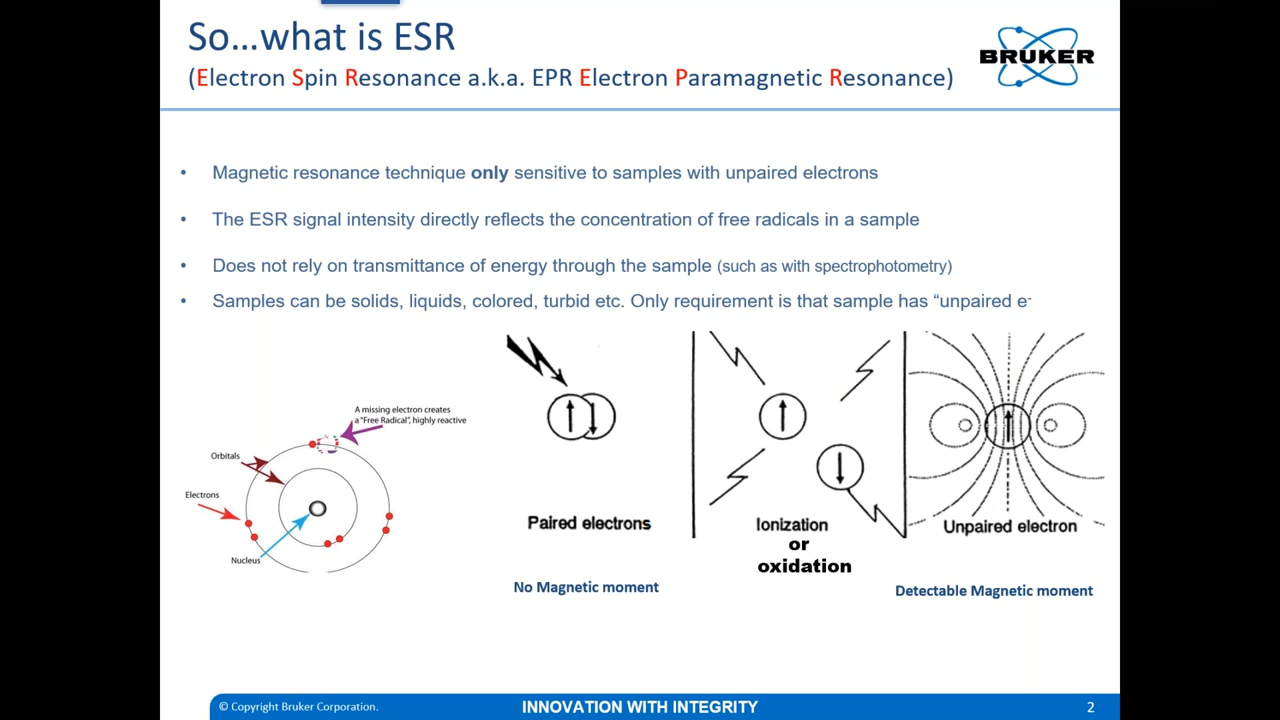 So...what is ESR
(Electron Spin Resonance a.k.a. EPR Electron Paramagnetic Resonance)
BRUKER
• Magnetic resonance technique only sensitive to samples with unpaired electrons
• The ESR signal intensity directly reflects the concentration of free radicals in a sample
• Does not rely on transmittance of energy through the sample (such as with spectrophotometry)
• Samples can be solids, liquids, colored, turbid etc. Only requirement is that sample has “unpaired e-
A missing electron creates
a "Free Radical", highly reactive
Orbitals
Electrons
Nucleus
Paired electrons
No Magnetic moment
Ionization
or
oxidation
Unpaired electron
Detectable Magnetic moment
© Copyright Bruker Corporation.
INNOVATION WITH INTEGRITY
2